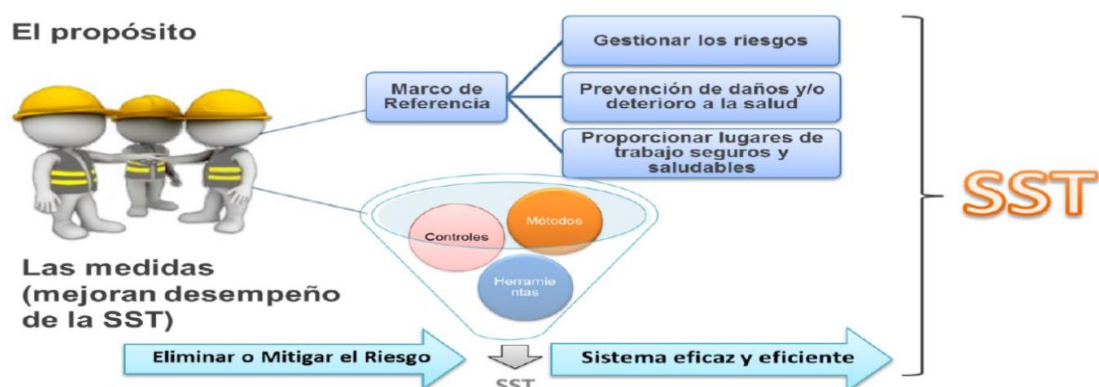 El propósito
Gestionar los riesgos
Marco de
Referencia
Prevención de daños y/o
deterioro a la salud
Proporcionar lugares de
trabajo seguros y
saludables
SST
Métodos
Controles
Herramie
ntas
Las medidas
(mejoran desempeño
de la SST)
Eliminar o Mitigar el Riesgo
Sistema eficaz y eficiente
SST